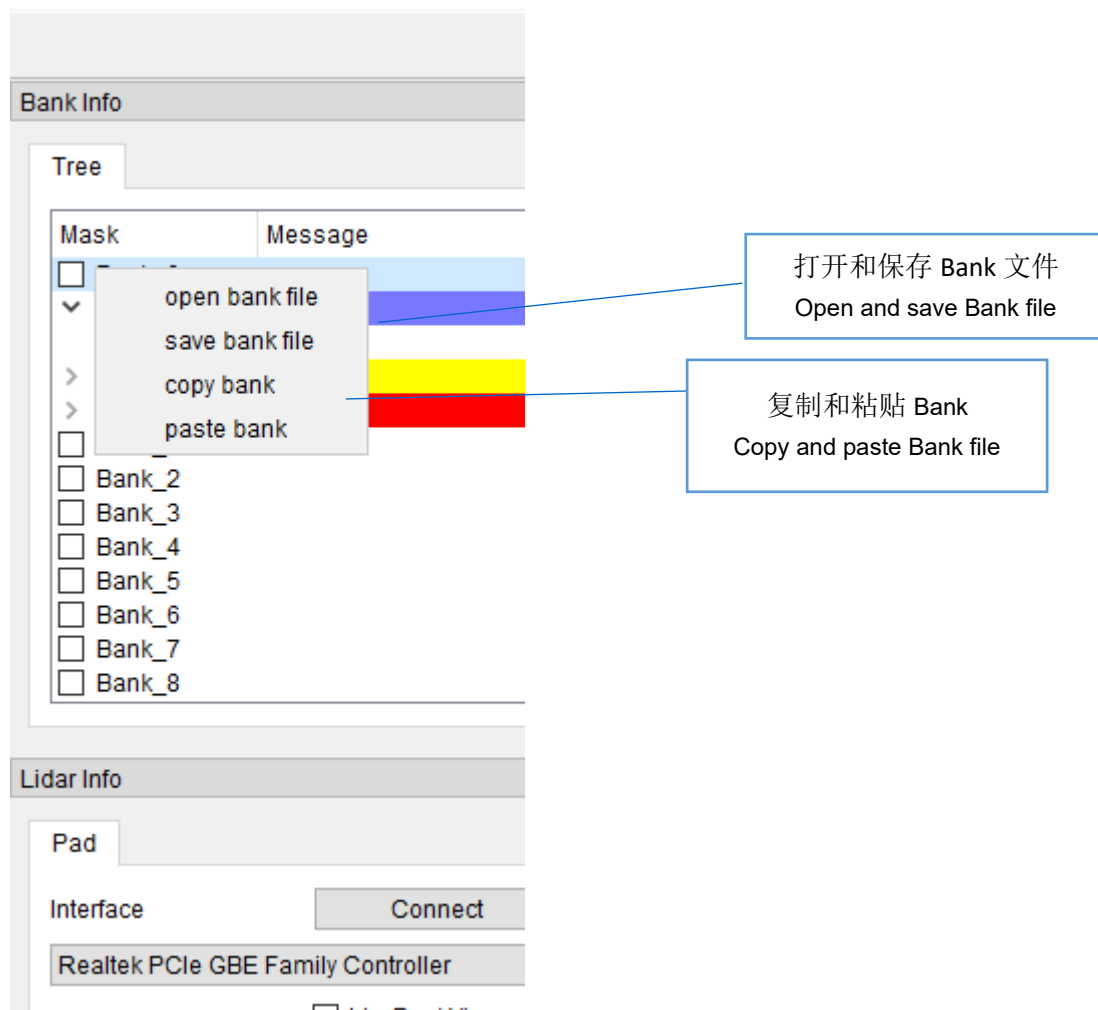 Bank Info
Tree
Mask Message
open bank file
save bank file
copy bank
paste bank
Bank_2
Bank_3
Bank_4
Bank_5
Bank_6
Bank_7
Bank_8
打开和保存 Bank 文件
Open and save Bank file
复制和粘贴 Bank
Copy and paste Bank file
Lidar Info
Pad
Interface Connect
Realtek PCIe GBE Family Controller